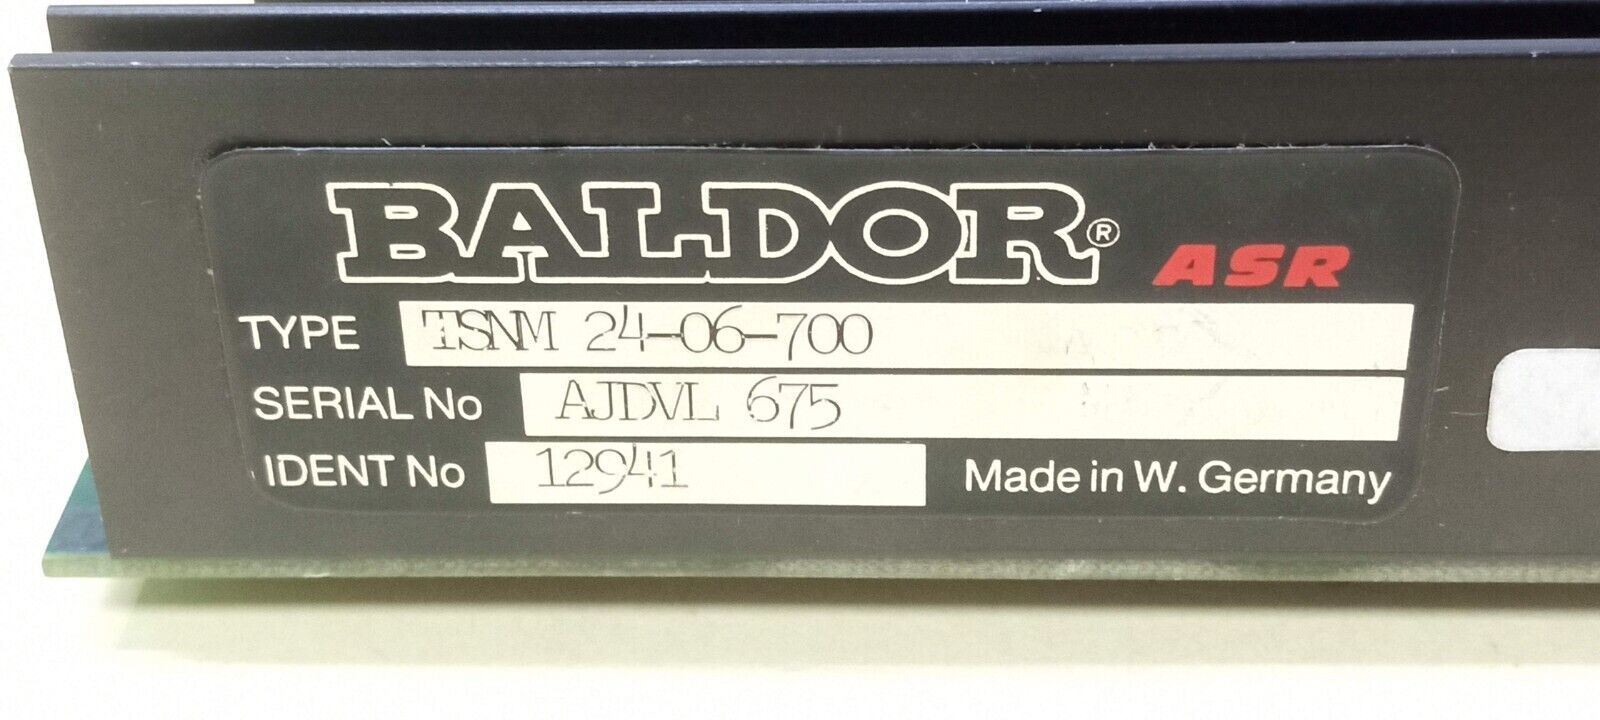 BALDOR® ASR
TYPE TSNM 24-06-700
SERIAL No AJDVL 675
IDENT No 12941 Made in W. Germany